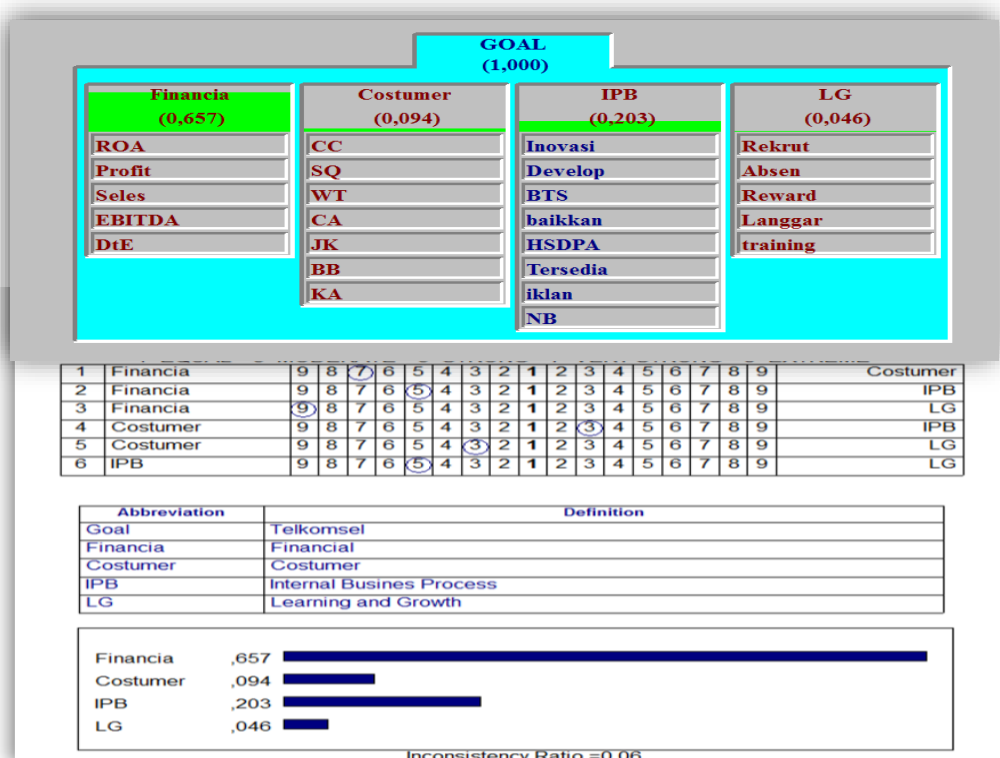 GOAL
(1,000)
Financia Costumer IPB LG
(0,657) (0,094) (0,203) (0,046)
ROA CC Inovasi Rekrut
Profit SQ Develop Absen
Seles WT BTS Reward
EBITDA CA baikkan Langgar
DtE JK HSDPA training
BB Tersedia
KA iklan
NB
1 Financia 9 8 7 6 5 4 3 2 1 2 3 4 5 6 7 8 9 Costumer
2 Financia 9 8 7 6 5 4 3 2 1 2 3 4 5 6 7 8 9 IPB
3 Financia 9 8 7 6 5 4 3 2 1 2 3 4 5 6 7 8 9 LG
4 Costumer 9 8 7 6 5 4 3 2 1 2 3 4 5 6 7 8 9 IPB
5 Costumer 9 8 7 6 5 4 3 2 1 2 3 4 5 6 7 8 9 LG
6 IPB 9 8 7 6 5 4 3 2 1 2 3 4 5 6 7 8 9 LG
Abbreviation Definition
Goal Telkomsel
Financia Financial
Costumer Costumer
IPB Internal Busines Process
LG Learning and Growth
Financia ,657
Costumer ,094
IPB ,203
LG ,046
Inconsistency Ratio =0,06